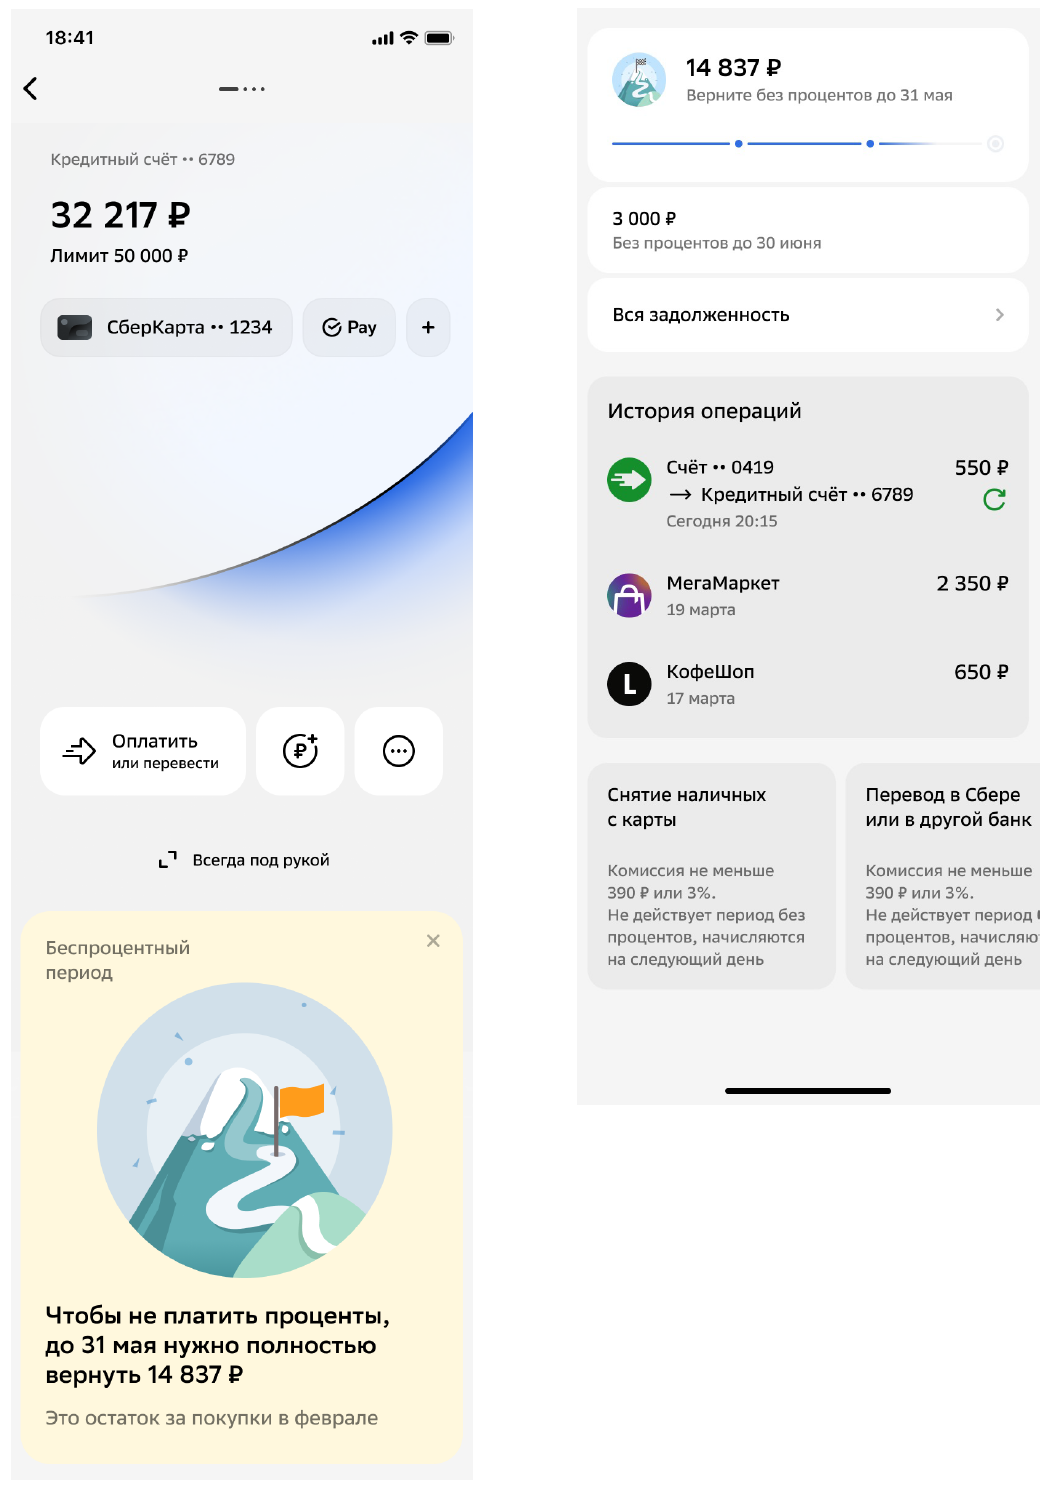 18:41
Кредитный счёт •• 6789
32 217 ₽
Лимит 50 000 ₽
СберКарта •• 1234
Pay
+
Оплатить
или перевести
Всегда под рукой
Беспроцентный
период
Чтобы не платить проценты,
до 31 мая нужно полностью
вернуть 14 837 ₽
Это остаток за покупки в феврале
14 837 ₽
Верните без процентов до 31 мая
3 000 ₽
Без процентов до 30 июня
Вся задолженность
История операций
Счёт •• 0419
550 ₽
→ Кредитный счёт •• 6789
Сегодня 20:15
МегаМаркет
2 350 ₽
19 марта
L
КофеШоп
650 ₽
17 марта
Снятие наличных
с карты
Комиссия не меньше
390 ₽ или 3%.
Не действует период без
процентов, начисляются
на следующий день
Перевод в Сбере
или в другой банк
Комиссия не меньше
390 ₽ или 3%.
Не действует период
процентов, начисляю
на следующий день